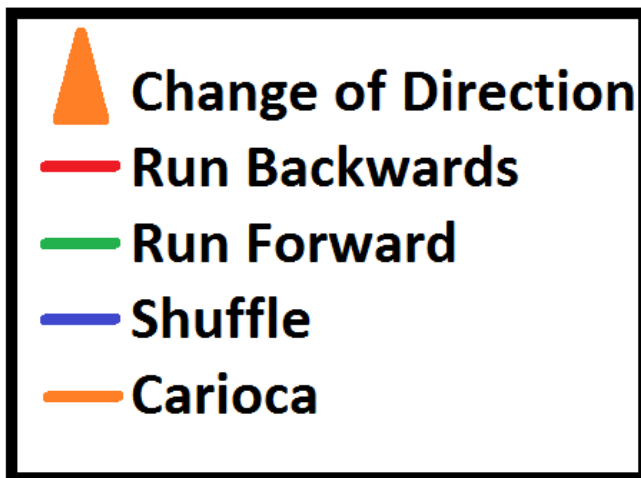 Change of Direction
Run Backwards
Run Forward
Shuffle
Carioca